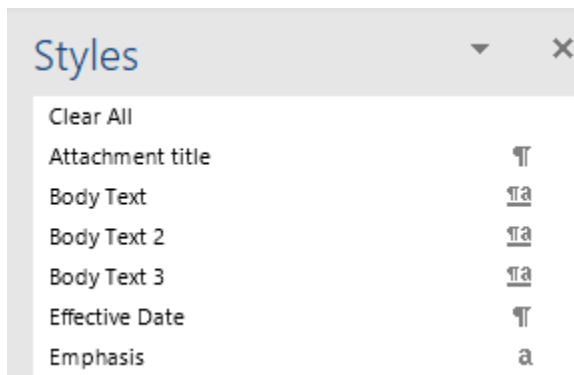 Styles
Clear All
Attachment title ¶
Body Text ¶a
Body Text 2 ¶a
Body Text 3 ¶a
Effective Date ¶
Emphasis a